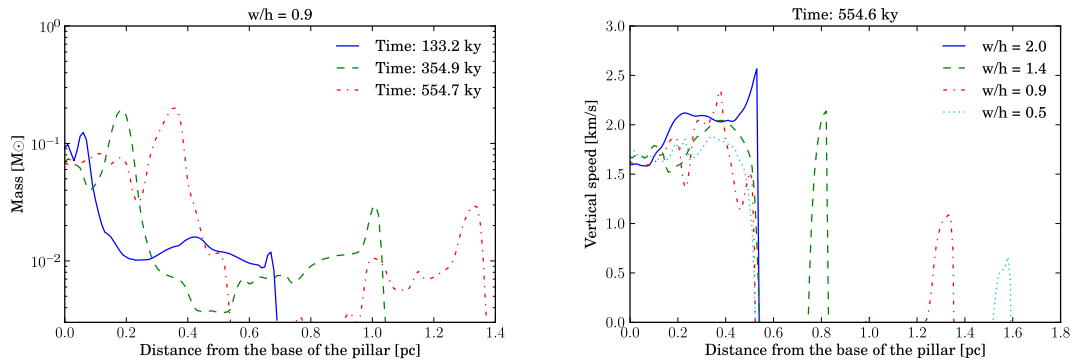 w/h = 0.9
Mass [M☉]
10⁰
10⁻¹
10⁻²
Time: 133.2 ky
Time: 354.9 ky
Time: 554.7 ky
0.0 0.2 0.4 0.6 0.8 1.0 1.2 1.4
Distance from the base of the pillar [pc]
Time: 554.6 ky
Vertical speed [km/s]
3.0
2.5
2.0
1.5
1.0
0.5
0.0
w/h = 2.0
w/h = 1.4
w/h = 0.9
w/h = 0.5
0.0 0.2 0.4 0.6 0.8 1.0 1.2 1.4 1.6 1.8
Distance from the base of the pillar [pc]